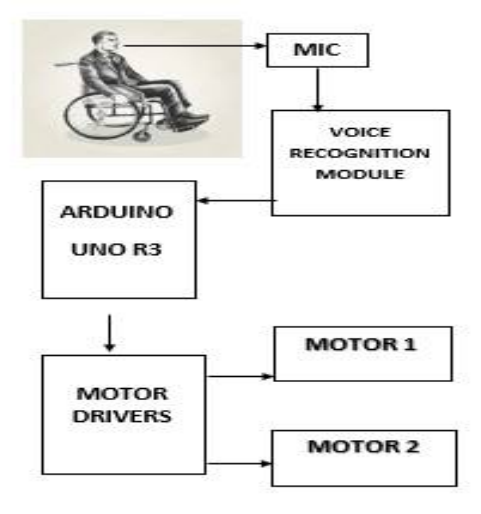 MIC
VOICE
RECOGNITION
MODULE
ARDUINO
UNO R3
MOTOR 1
MOTOR
DRIVERS
MOTOR 2